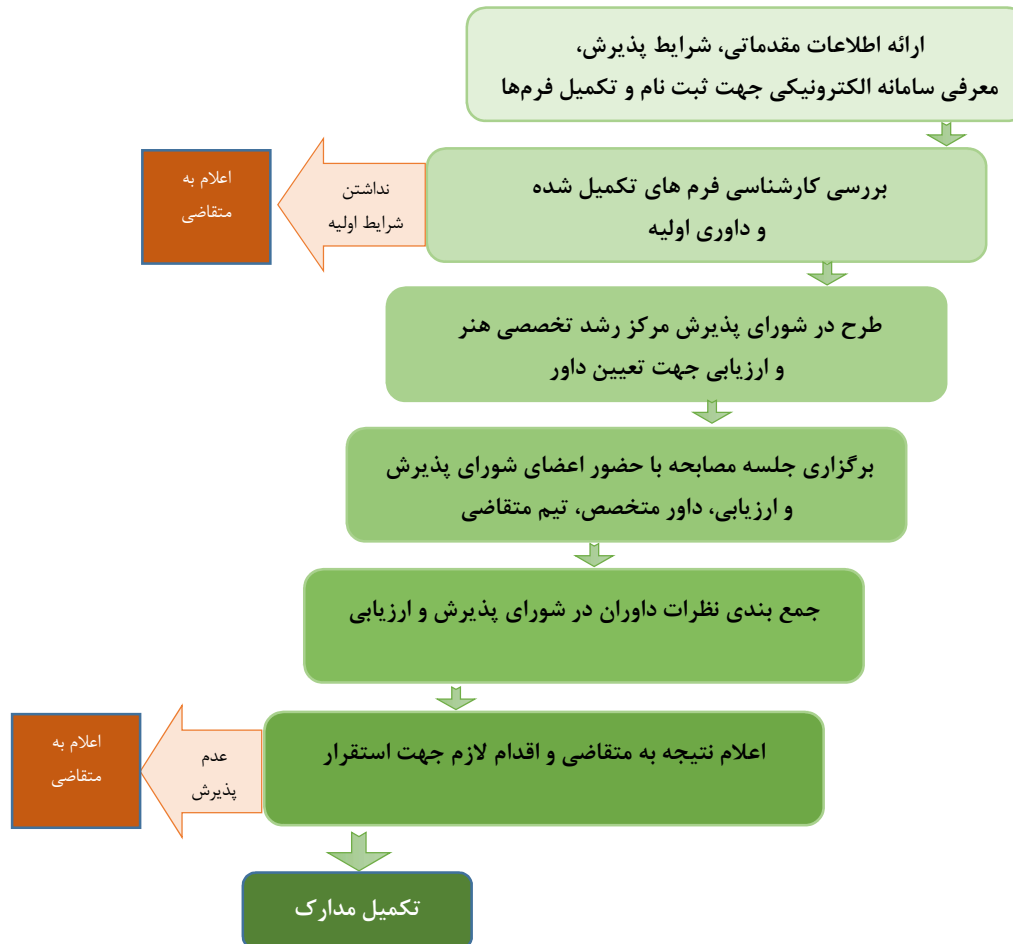 ارائه اطلاعات مقدماتی، شرایط پذیرش،
معرفی سامانه الکترونیکی جهت ثبت نام و تکمیل فرم‌ها
بررسی کارشناسی فرم های تکمیل شده
و داوری اولیه
نداشتن
شرایط اولیه
اعلام به
متقاضی
طرح در شورای پذیرش مرکز رشد تخصصی هنر
و ارزیابی جهت تعیین داور
برگزاری جلسه مصابحه با حضور اعضای شورای پذیرش
و ارزیابی، داور متخصص، تیم متقاضی
جمع بندی نظرات داوران در شورای پذیرش و ارزیابی
اعلام نتیجه به متقاضی و اقدام لازم جهت استقرار
عدم
پذیرش
اعلام به
متقاضی
تکمیل مدارک